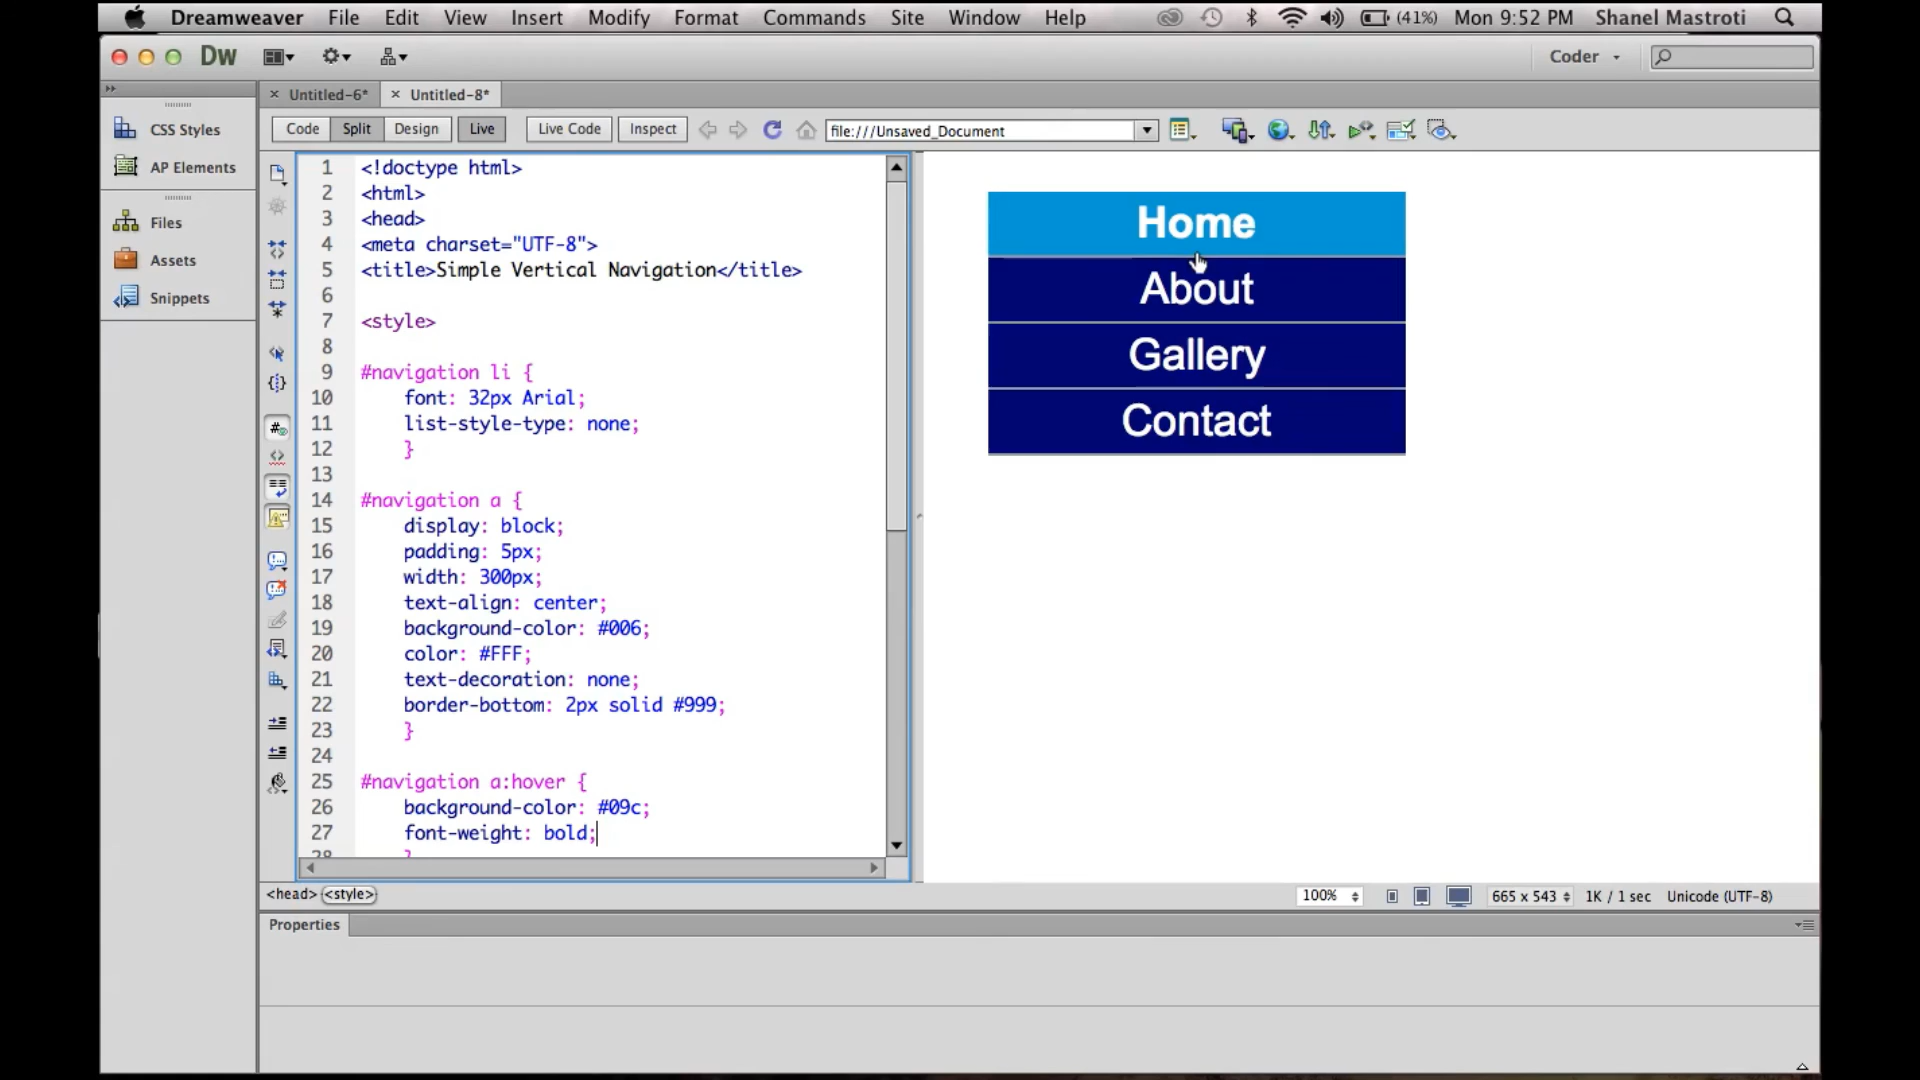 Dreamweaver File Edit View Insert Modify Format Commands Site Window Help (41%) Mon 9:52 PM Shanel Mastroti
Dw Coder
CSS Styles
AP Elements
Files
Assets
Snippets
Untitled-6* Untitled-8*
Code Split Design Live Live Code Inspect file:///Unsaved_Document
1 <!doctype html>
2 <html>
3 <head>
4 <meta charset="UTF-8">
5 <title>Simple Vertical Navigation</title>
6
7 <style>
8
9 #navigation li {
10 font: 32px Arial;
11 list-style-type: none;
12 }
13
14 #navigation a {
15 display: block;
16 padding: 5px;
17 width: 300px;
18 text-align: center;
19 background-color: #006;
20 color: #FFF;
21 text-decoration: none;
22 border-bottom: 2px solid #999;
23 }
24
25 #navigation a:hover {
26 background-color: #09c;
27 font-weight: bold;
28 }
Home
About
Gallery
Contact
<head> <style> 100% 665 x 543 1K / 1 sec Unicode (UTF-8)
Properties